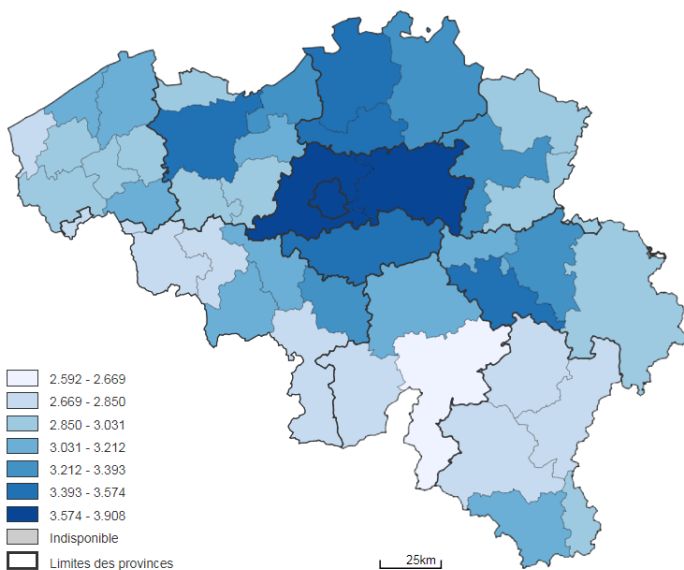 2.592 - 2.669
2.669 - 2.850
2.850 - 3.031
3.031 - 3.212
3.212 - 3.393
3.393 - 3.574
3.574 - 3.908
Indisponible
Limites des provinces
25km